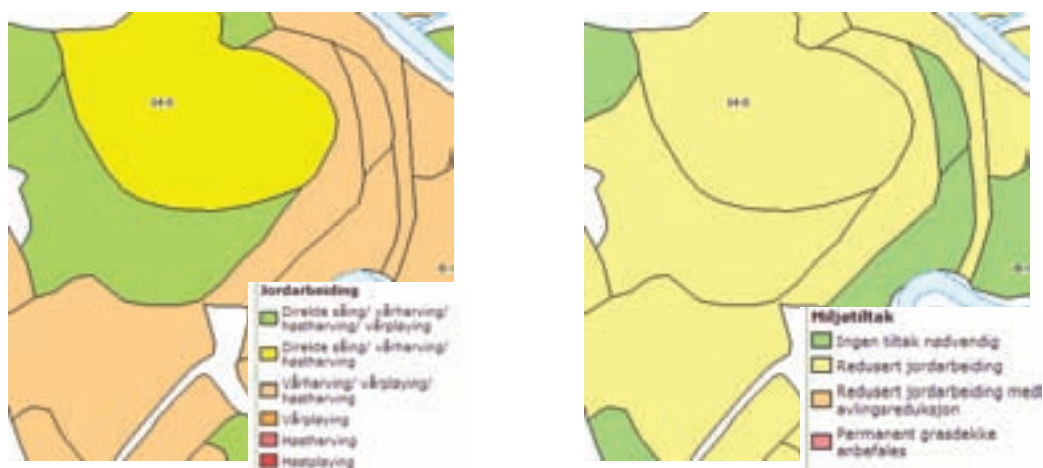 Jordarbeiding
Direkte såing/ vårharving/
høstharving/ vårpløying
Direkte såing/ vårharving/
høstharving
Vårharving/ vårpløying/
høstharving
Vårpløying
Høstharving
Høstpløying
Miljøtiltak
Ingen tiltak nødvendig
Redusert jordarbeiding
Redusert jordarbeiding med
avlingsreduksjon
Permanent grasdekke
anbefales